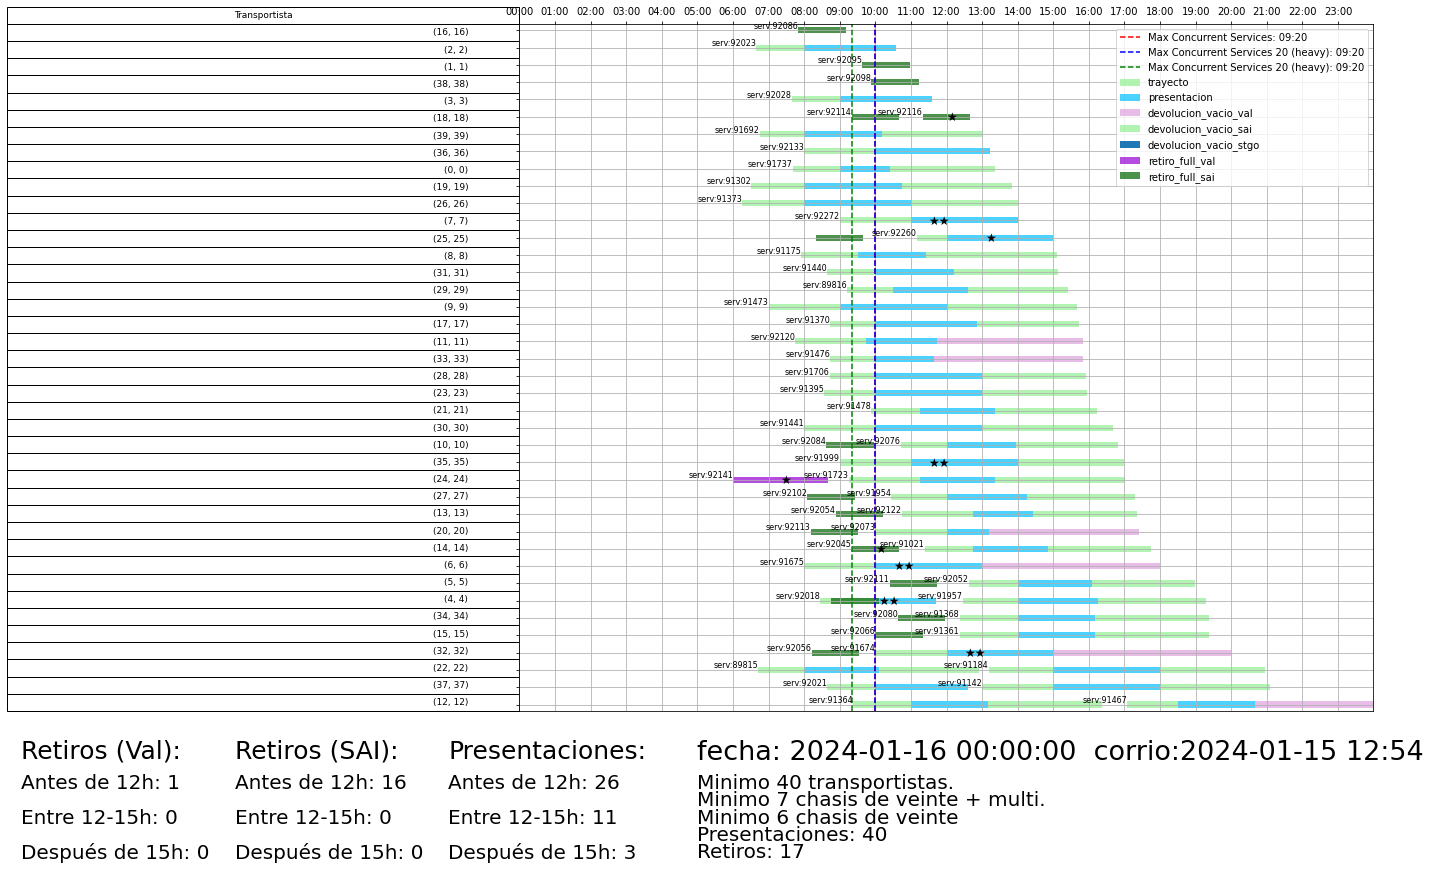 Transportista
00:00 01:00 02:00 03:00 04:00 05:00 06:00 07:00 08:00 09:00 10:00 11:00 12:00 13:00 14:00 15:00 16:00 17:00 18:00 19:00 20:00 21:00 22:00 23:00
(16, 16) serv:92086
(2, 2) serv:92023
(1, 1) serv:92095
(38, 38) serv:92098
(3, 3) serv:92028
(18, 18) serv:92114 serv:92116
(39, 39) serv:91692
(36, 36) serv:92133
(0, 0) serv:91737
(19, 19) serv:91302
(26, 26) serv:91373
(7, 7) serv:92272
(25, 25) serv:92260
(8, 8) serv:91175
(31, 31) serv:91440
(29, 29) serv:89816
(9, 9) serv:91473
(17, 17) serv:91370
(11, 11) serv:92120
(33, 33) serv:91476
(28, 28) serv:91706
(23, 23) serv:91395
(21, 21) serv:91478
(30, 30) serv:91441
(10, 10) serv:92084 serv:92076
(35, 35) serv:91999
(24, 24) serv:92141 serv:91723
(27, 27) serv:92102 serv:91954
(13, 13) serv:92054 serv:92122
(20, 20) serv:92113 serv:92073
(14, 14) serv:92045 serv:91021
(6, 6) serv:91675
(5, 5) serv:92111 serv:92052
(4, 4) serv:92018 serv:91957
(34, 34) serv:92080 serv:91368
(15, 15) serv:92066 serv:91361
(32, 32) serv:92056 serv:91674
(22, 22) serv:89815 serv:91184
(37, 37) serv:92021 serv:91142
(12, 12) serv:91364 serv:91467
Max Concurrent Services: 09:20
Max Concurrent Services 20 (heavy): 09:20
Max Concurrent Services 20 (heavy): 09:20
trayecto
presentacion
devolucion_vacio_val
devolucion_vacio_sai
devolucion_vacio_stgo
retiro_full_val
retiro_full_sai
Retiros (Val):
Antes de 12h: 1
Entre 12-15h: 0
Después de 15h: 0
Retiros (SAI):
Antes de 12h: 16
Entre 12-15h: 0
Después de 15h: 0
Presentaciones:
Antes de 12h: 26
Entre 12-15h: 11
Después de 15h: 3
fecha: 2024-01-16 00:00:00 corrio:2024-01-15 12:54
Minimo 40 transportistas.
Minimo 7 chasis de veinte + multi.
Minimo 6 chasis de veinte
Presentaciones: 40
Retiros: 17